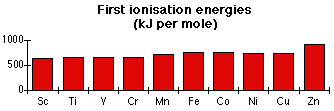 First ionisation energies
(kJ per mole)
1000
500
0
Sc Ti V Cr Mn Fe Co Ni Cu Zn